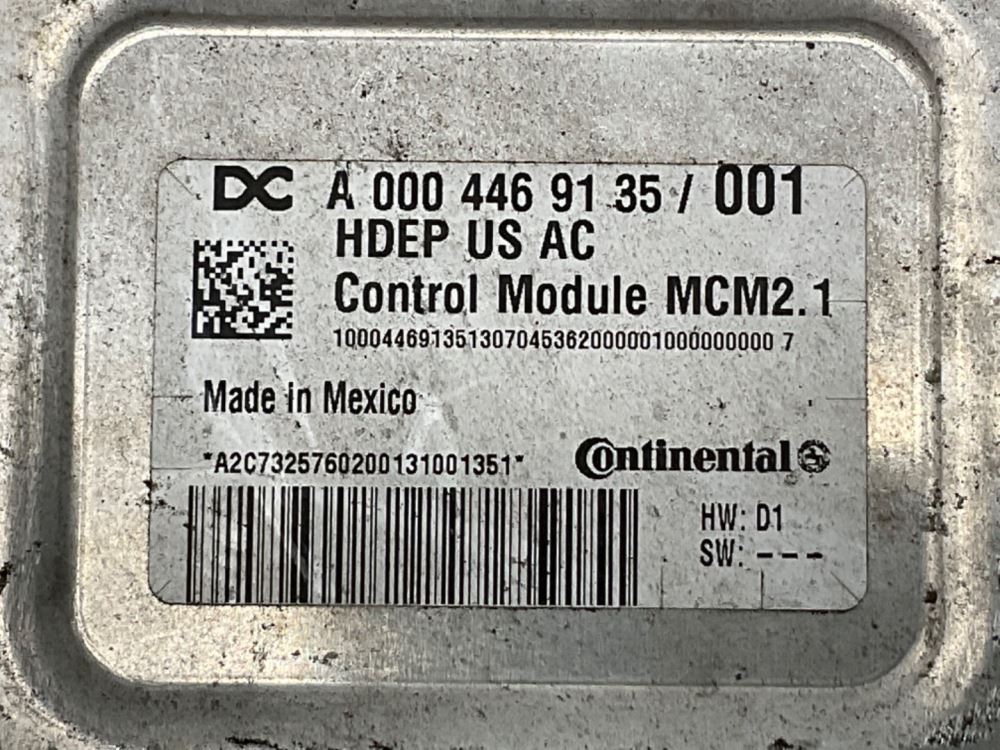 DC A 000 446 91 35 / 001
HDEP US AC
Control Module MCM2.1
10004469135130704536200000100000000 7
Made in Mexico
*A2C7325760200131001351*
Continental
HW: D1
SW: ---